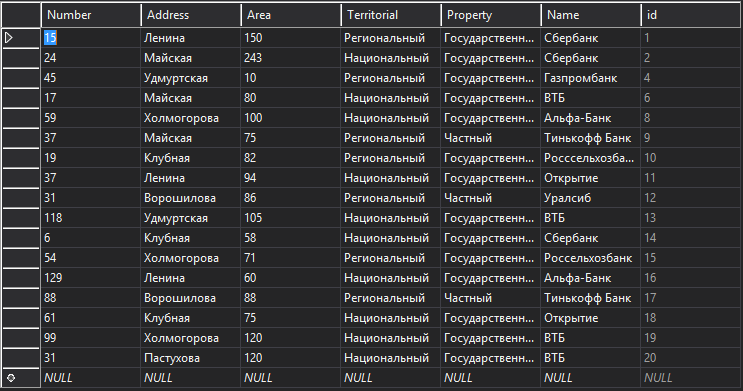 Number Address Area Territorial Property Name id
15 Ленина 150 Региональный Государственн... Сбербанк 1
24 Майская 243 Национальный Государственн... Сбербанк 2
45 Удмуртская 10 Региональный Государственн... Газпромбанк 4
17 Майская 80 Национальный Государственн... ВТБ 6
59 Холмогорова 100 Национальный Государственн... Альфа-Банк 8
37 Майская 75 Региональный Частный Тинькофф Банк 9
19 Клубная 82 Региональный Государственн... Росссельхозба... 10
37 Ленина 94 Национальный Государственн... Открытие 11
31 Ворошилова 86 Региональный Частный Уралсиб 12
118 Удмуртская 105 Национальный Государственн... ВТБ 13
6 Клубная 58 Национальный Государственн... Сбербанк 14
54 Холмогорова 71 Региональный Государственн... Россельхозбанк 15
129 Ленина 60 Национальный Государственн... Альфа-Банк 16
88 Ворошилова 88 Региональный Частный Тинькофф Банк 17
61 Клубная 75 Национальный Государственн... Открытие 18
99 Холмогорова 120 Национальный Государственн... ВТБ 19
31 Пастухова 120 Национальный Государственн... ВТБ 20
NULL NULL NULL NULL NULL NULL NULL